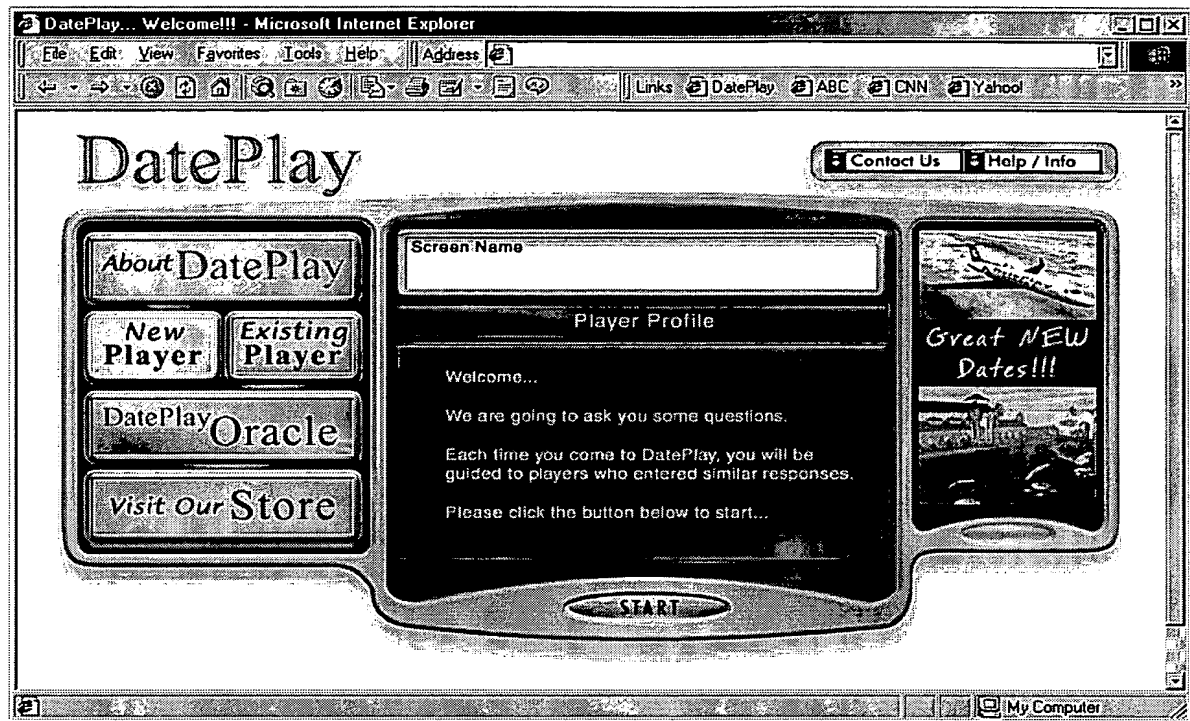 DatePlay... Welcome!!! - Microsoft Internet Explorer
File Edit View Favorites Tools Help Address
Links DatePlay ABC CNN Yahoo! »
DatePlay
Contact Us Help / Info
About DatePlay
New Player
Existing Player
DatePlay Oracle
Visit Our Store
Screen Name
Player Profile
Welcome...
We are going to ask you some questions.
Each time you come to DatePlay, you will be
guided to players who entered similar responses.
Please click the button below to start...
START
Great NEW
Dates!!!
My Computer